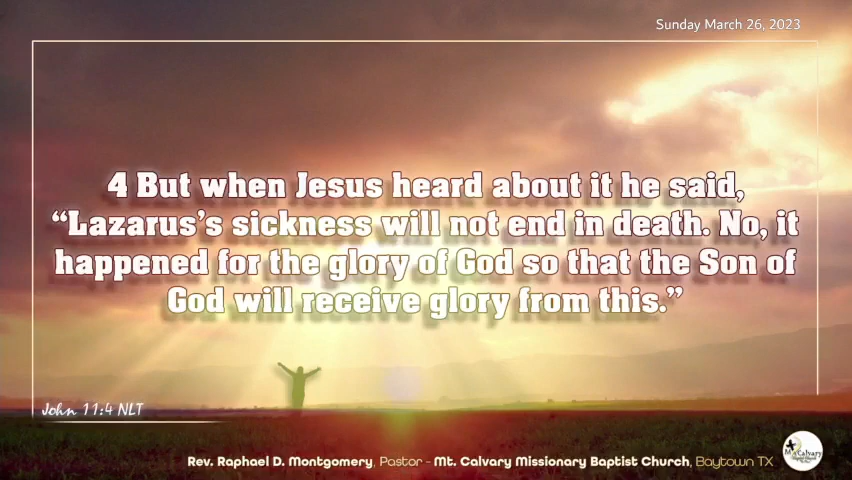 Sunday March 26, 2023
4 But when Jesus heard about it he said,
“Lazarus’s sickness will not end in death. No, it
happened for the glory of God so that the Son of
God will receive glory from this.”
John 11:4 NLT
Rev. Raphael D. Montgomery, Pastor - Mt. Calvary Missionary Baptist Church, Baytown TX
Mt Calvary